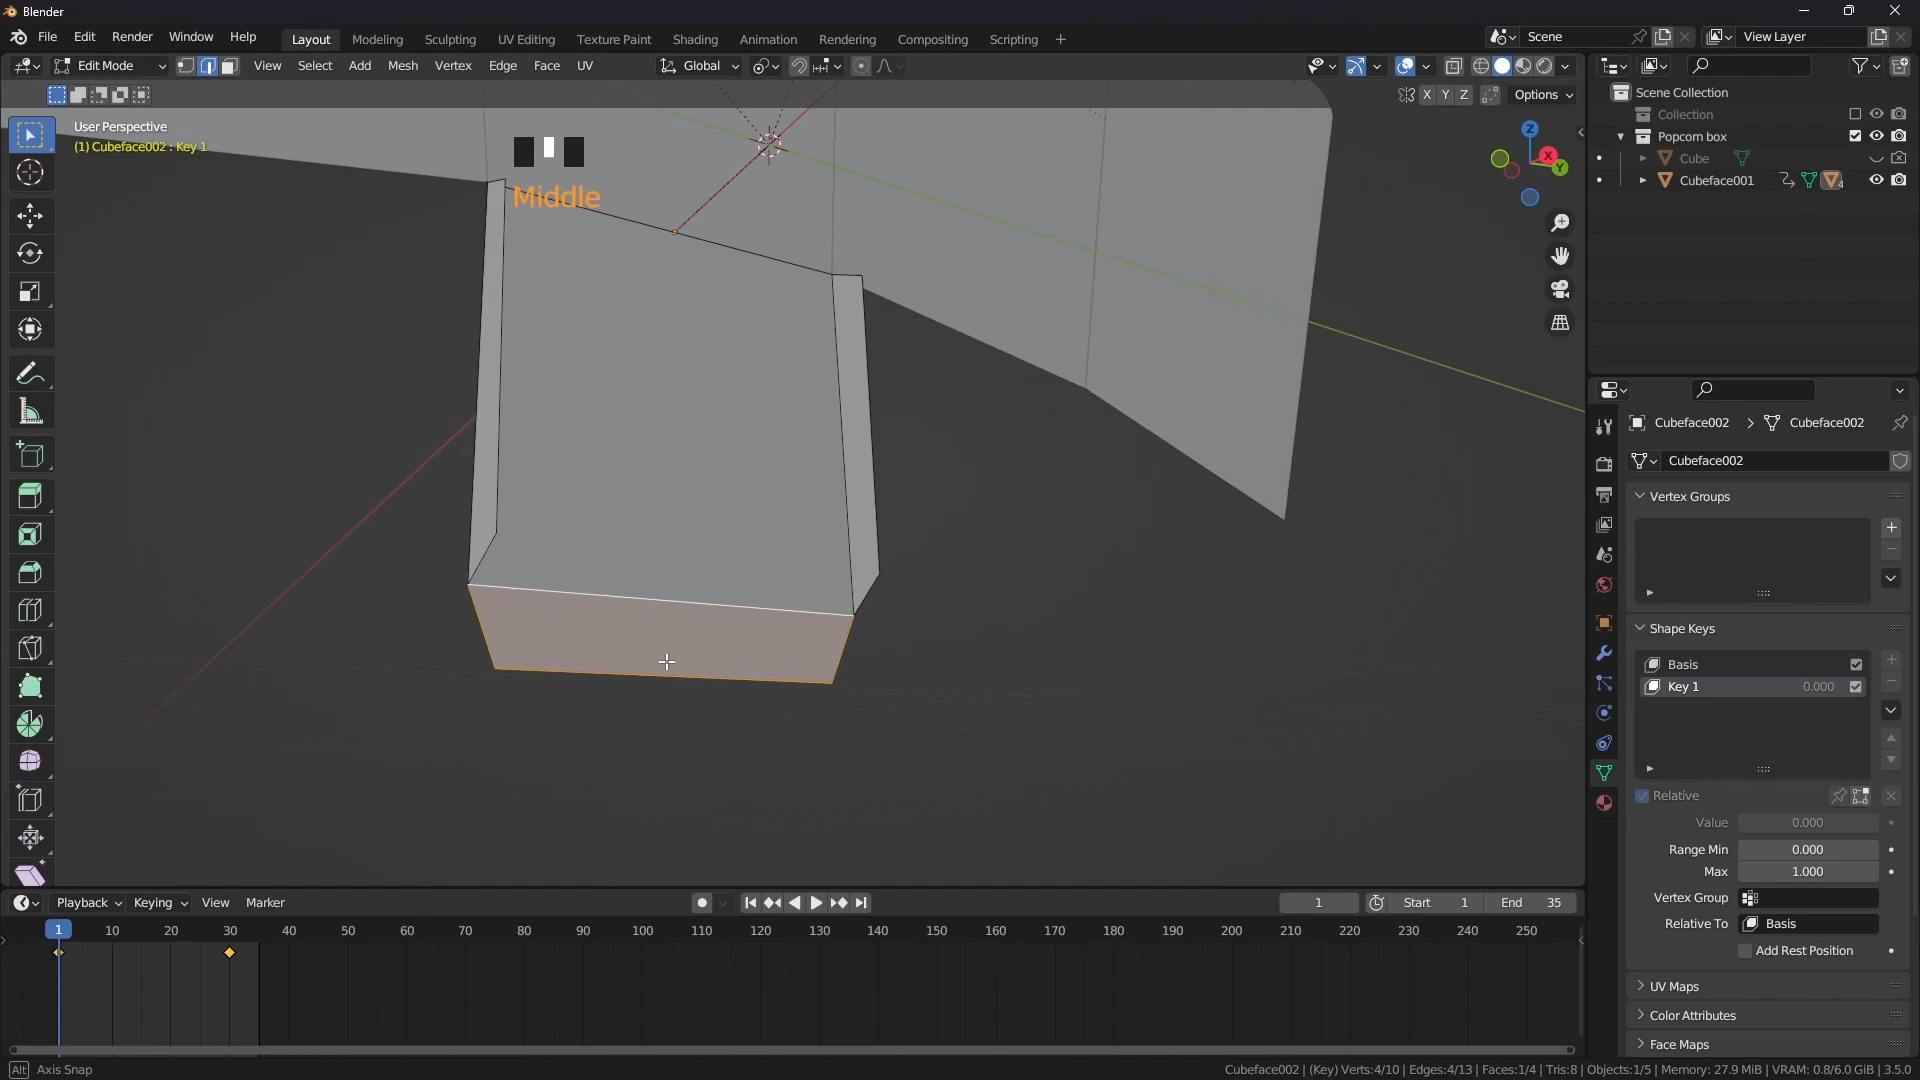 Blender
File Edit Render Window Help Layout Modeling Sculpting UV Editing Texture Paint Shading Animation Rendering Compositing Scripting + Scene View Layer
Edit Mode View Select Add Mesh Vertex Edge Face UV Global
X Y Z Options
User Perspective
(1) Cubeface002 : Key 1
Middle
Z
X
Y
Scene Collection
Collection
Popcorn box
Cube
Cubeface001
Cubeface002 > Cubeface002
Cubeface002
Vertex Groups
Shape Keys
Basis
Key 1 0.000
Relative
Value 0.000
Range Min 0.000
Max 1.000
Vertex Group
Relative To Basis
Add Rest Position
UV Maps
Color Attributes
Face Maps
Playback Keying View Marker 1 Start 1 End 35
1 10 20 30 40 50 60 70 80 90 100 110 120 130 140 150 160 170 180 190 200 210 220 230 240 250
Alt Axis Snap
Cubeface002 | (Key) Verts:4/10 | Edges:4/13 | Faces:1/4 | Tris:8 | Objects:1/5 | Memory: 27.9 MiB | VRAM: 0.8/6.0 GiB | 3.5.0